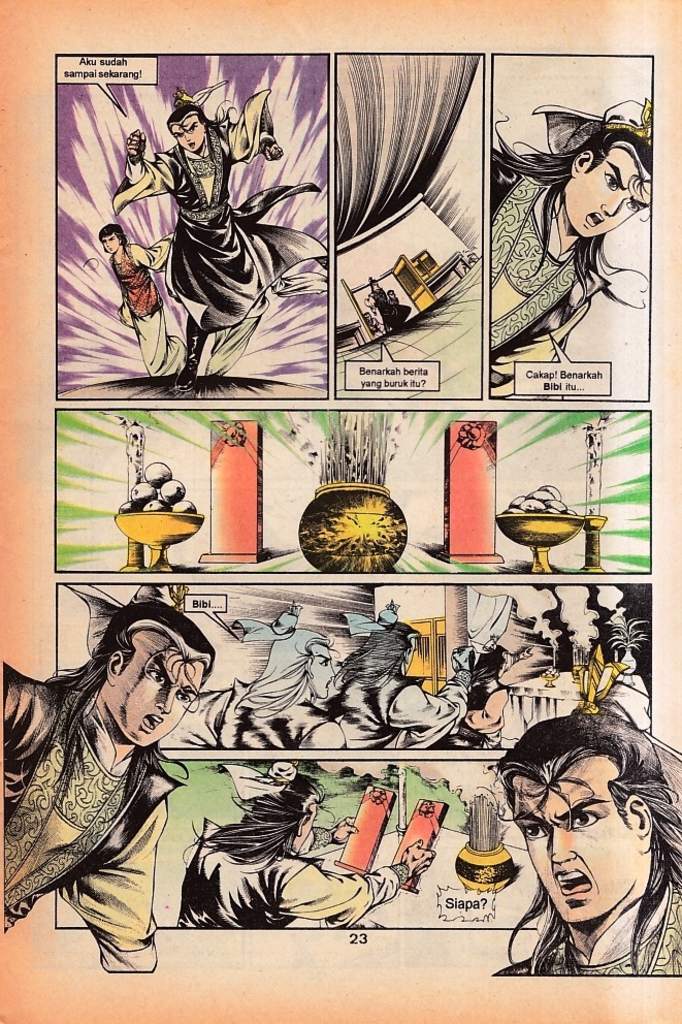 Aku sudah
sampai sekarang!
Benarkah berita
yang buruk itu?
Cakap! Benarkah
Bibi itu...
Bibi....
Siapa?
23